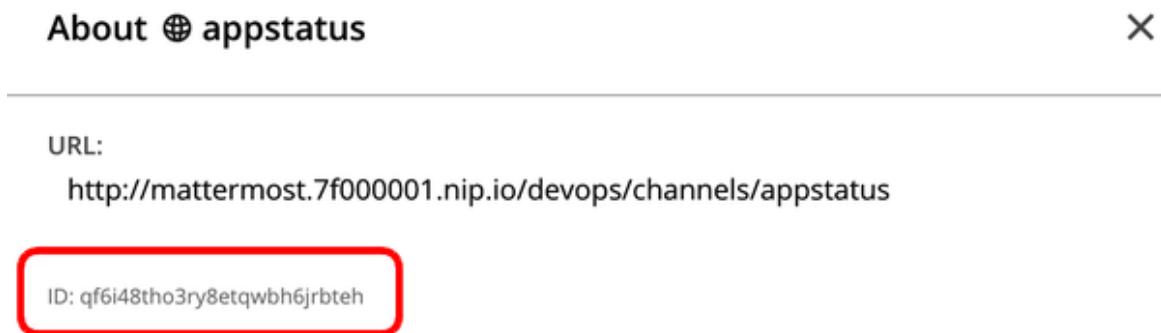 About appstatus
URL:
http://mattermost.7f000001.nip.io/devops/channels/appstatus
ID: qf6i48tho3ry8etqwbh6jrbteh